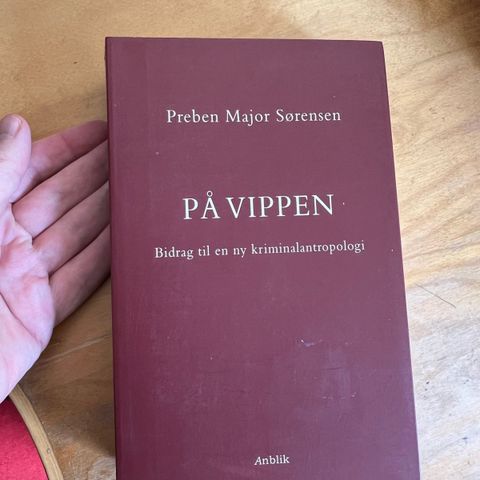 Preben Major Sørensen
PÅ VIPPEN
Bidrag til en ny kriminalantropologi
Anblik